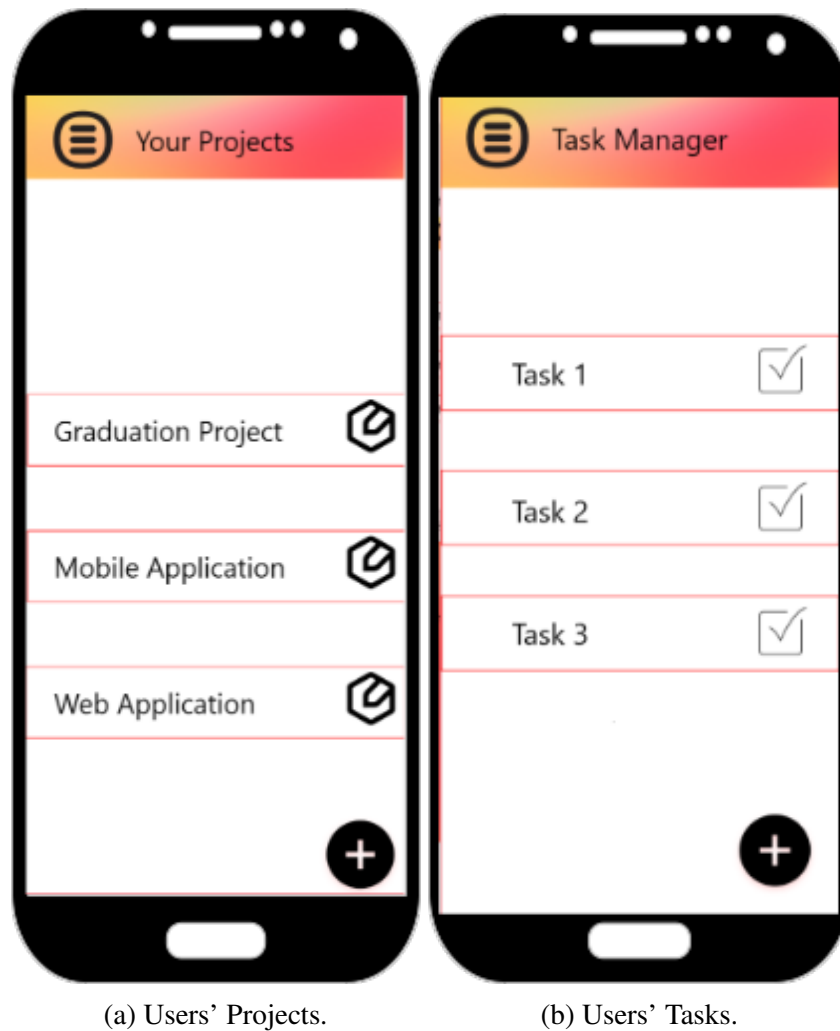 Your Projects
Graduation Project
Mobile Application
Web Application
(a) Users’ Projects.
Task Manager
Task 1
Task 2
Task 3
(b) Users’ Tasks.